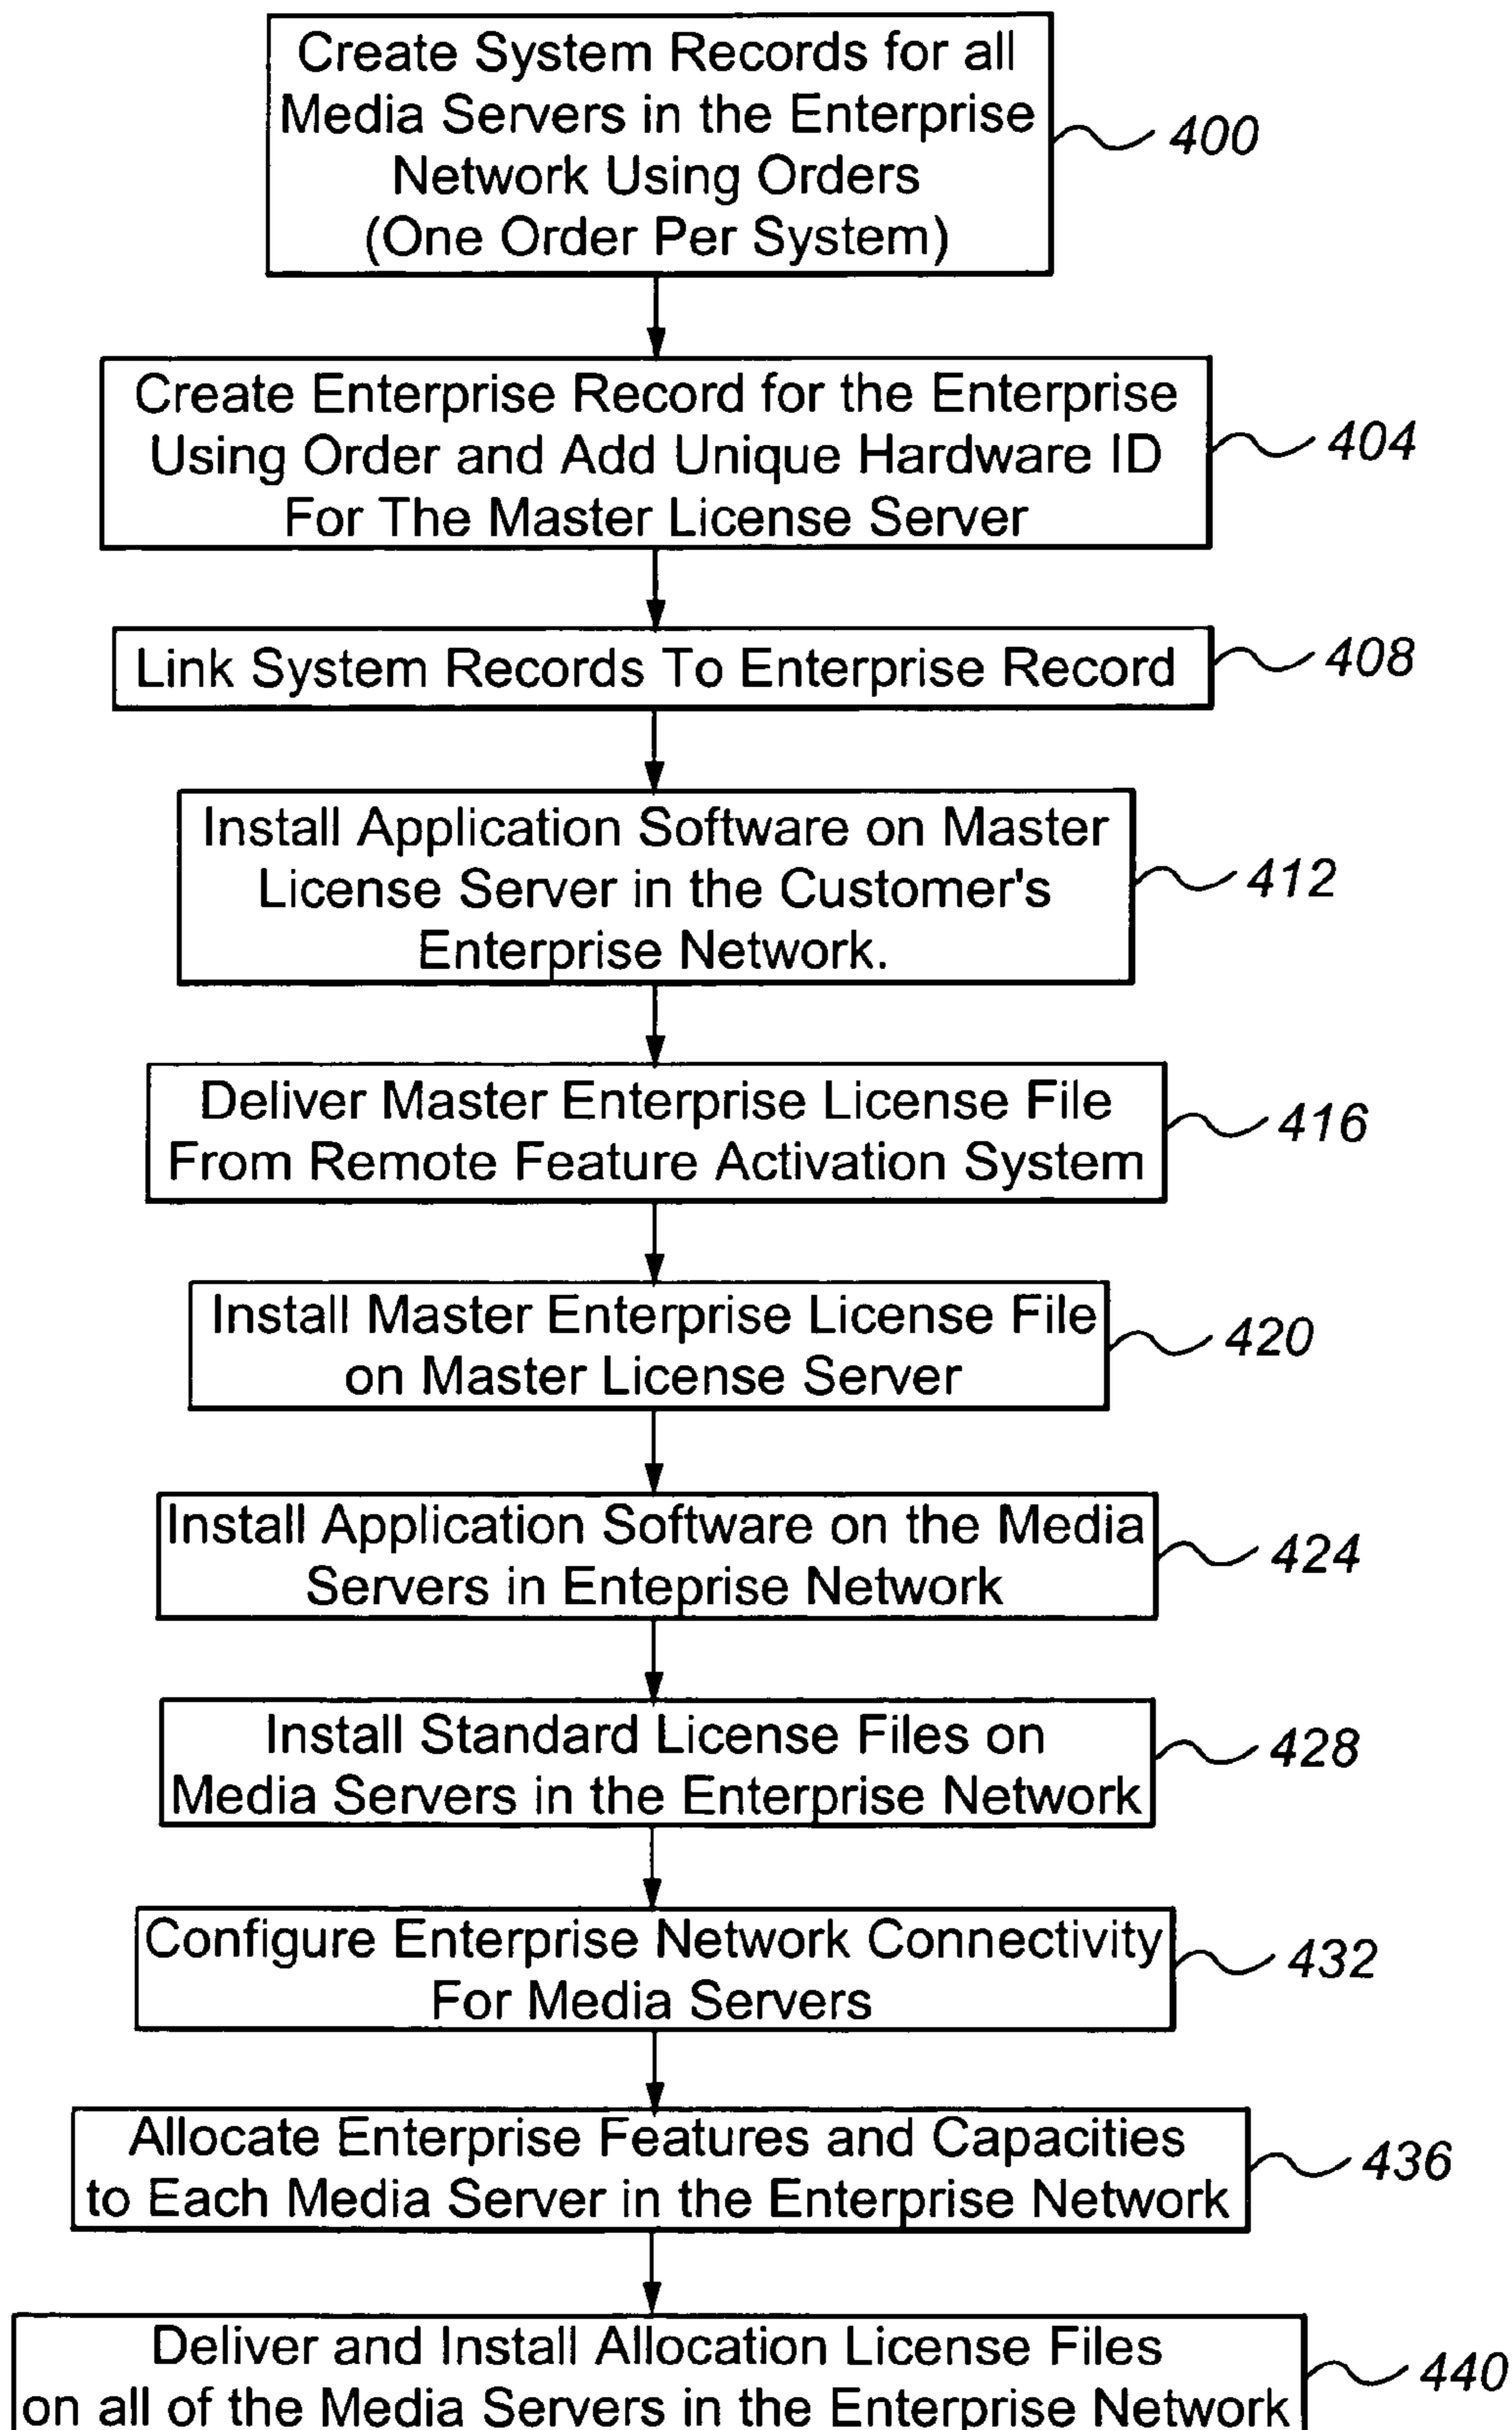 Create System Records for all
Media Servers in the Enterprise
Network Using Orders
(One Order Per System)
400
Create Enterprise Record for the Enterprise
Using Order and Add Unique Hardware ID
For The Master License Server
404
Link System Records To Enterprise Record
408
Install Application Software on Master
License Server in the Customer's
Enterprise Network.
412
Deliver Master Enterprise License File
From Remote Feature Activation System
416
Install Master Enterprise License File
on Master License Server
420
Install Application Software on the Media
Servers in Enteprise Network
424
Install Standard License Files on
Media Servers in the Enterprise Network
428
Configure Enterprise Network Connectivity
For Media Servers
432
Allocate Enterprise Features and Capacities
to Each Media Server in the Enterprise Network
436
Deliver and Install Allocation License Files
on all of the Media Servers in the Enterprise Network
440